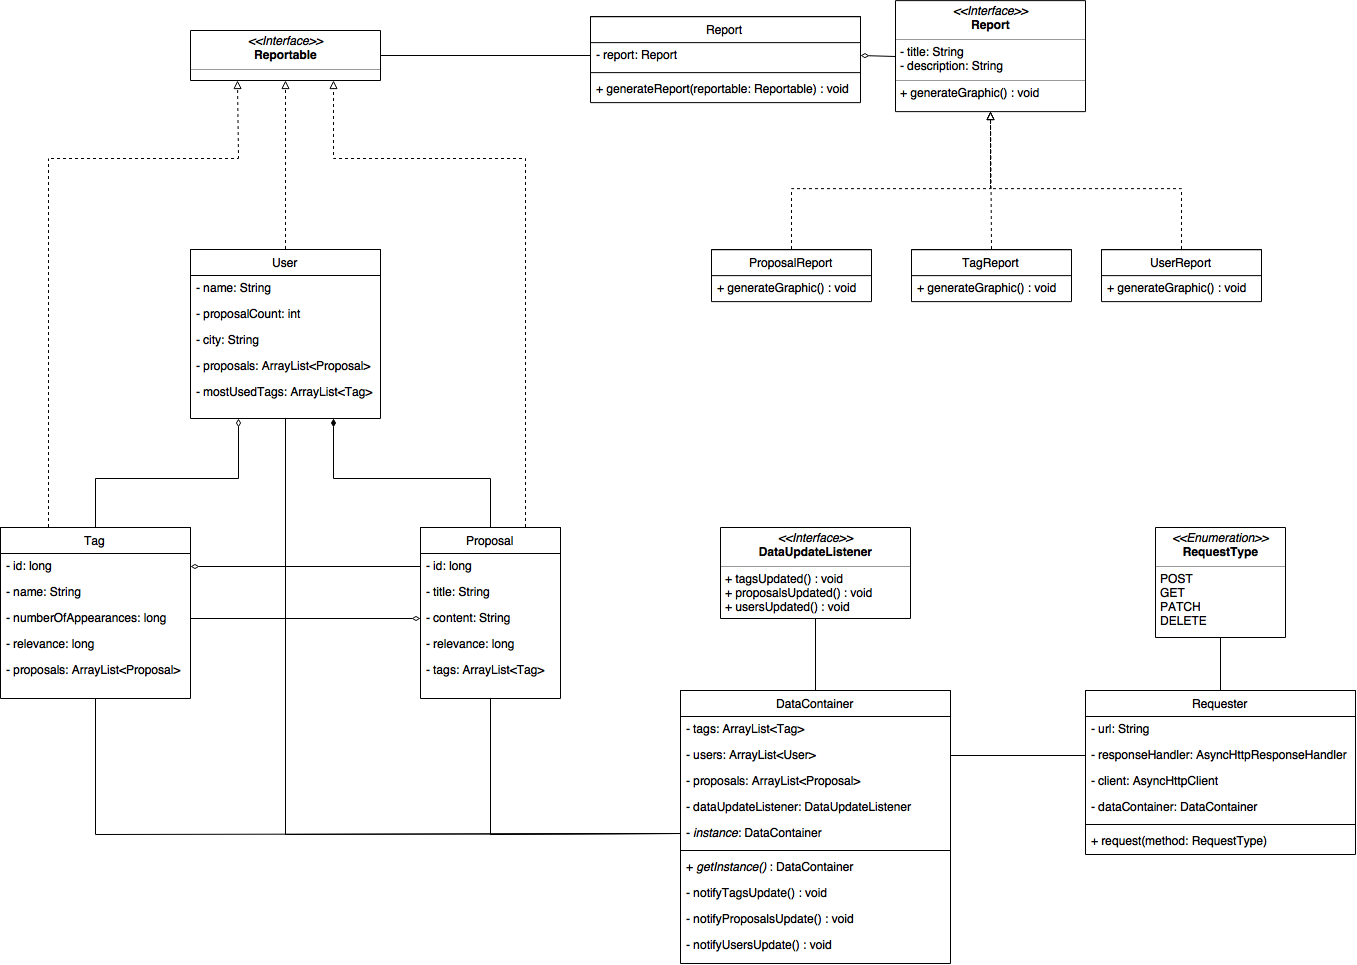 <<Interface>>
Reportable
Report
- report: Report
+ generateReport(reportable: Reportable) : void
<<Interface>>
Report
- title: String
- description: String
+ generateGraphic() : void
User
- name: String
- proposalCount: int
- city: String
- proposals: ArrayList<Proposal>
- mostUsedTags: ArrayList<Tag>
ProposalReport
+ generateGraphic() : void
TagReport
+ generateGraphic() : void
UserReport
+ generateGraphic() : void
Tag
- id: long
- name: String
- numberOfAppearances: long
- relevance: long
- proposals: ArrayList<Proposal>
Proposal
- id: long
- title: String
- content: String
- relevance: long
- tags: ArrayList<Tag>
<<Interface>>
DataUpdateListener
+ tagsUpdated() : void
+ proposalsUpdated() : void
+ usersUpdated() : void
<<Enumeration>>
RequestType
POST
GET
PATCH
DELETE
DataContainer
- tags: ArrayList<Tag>
- users: ArrayList<User>
- proposals: ArrayList<Proposal>
- dataUpdateListener: DataUpdateListener
- instance: DataContainer
+ getInstance() : DataContainer
- notifyTagsUpdate() : void
- notifyProposalsUpdate() : void
- notifyUsersUpdate() : void
Requester
- url: String
- responseHandler: AsyncHttpResponseHandler
- client: AsyncHttpClient
- dataContainer: DataContainer
+ request(method: RequestType)